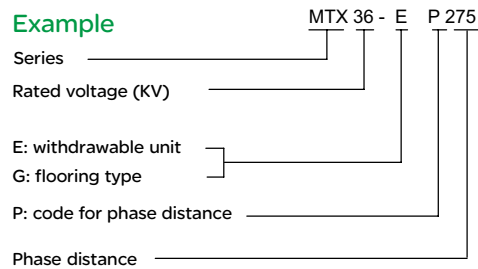 Example
MTX 36 - E P 275
Series
Rated voltage (KV)
E: withdrawable unit
G: flooring type
P: code for phase distance
Phase distance